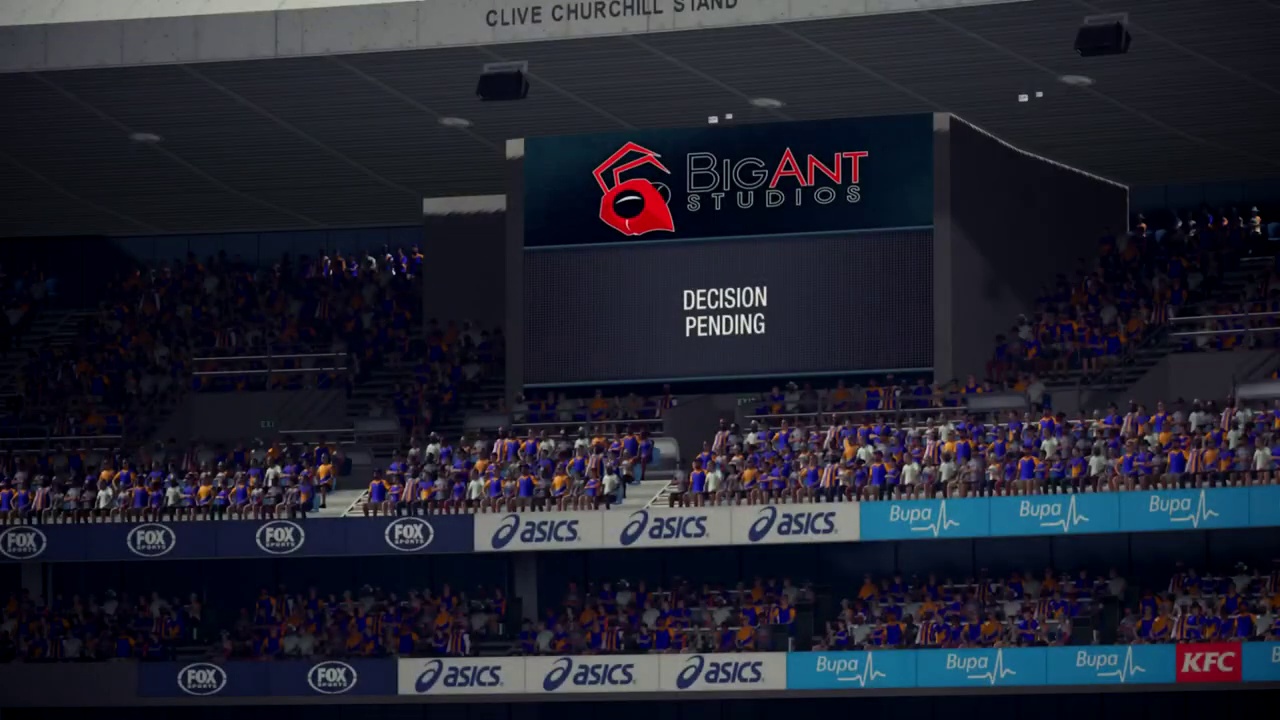 CLIVE CHURCHILL STAND
BIGANT
STUDIOS
DECISION
PENDING
FOX
SPORTS
FOX
SPORTS
FOX
SPORTS
FOX
SPORTS
asics
asics
asics
Bupa
Bupa
Bupa
FOX
SPORTS
FOX
SPORTS
asics
asics
asics
Bupa
Bupa
Bupa
KFC